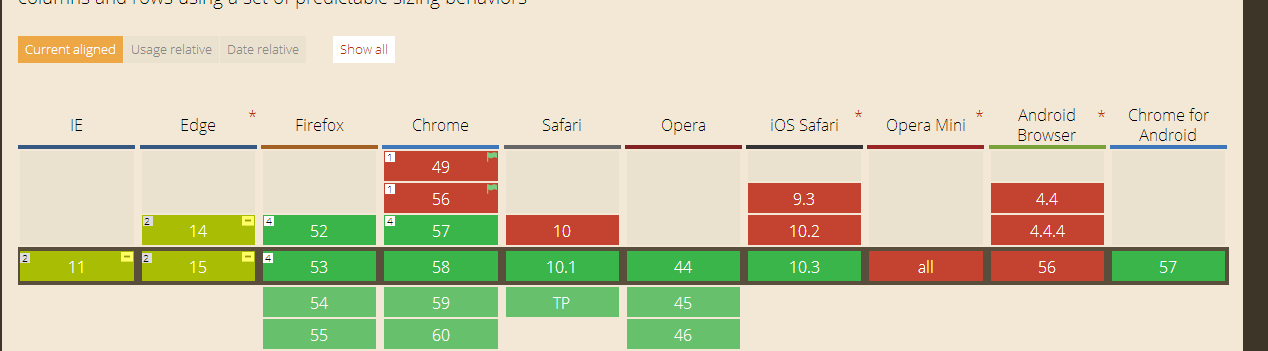 columns and rows using a set of predictable sizing behaviors
Current aligned Usage relative Date relative Show all
IE Edge * Firefox Chrome Safari Opera iOS Safari * Opera Mini * Android Browser * Chrome for Android
1 49
1 56 9.3 4.4
2 14 4 52 4 57 10 10.2 4.4.4
2 11 2 15 4 53 58 10.1 44 10.3 all 56 57
54 59 TP 45
55 60 46